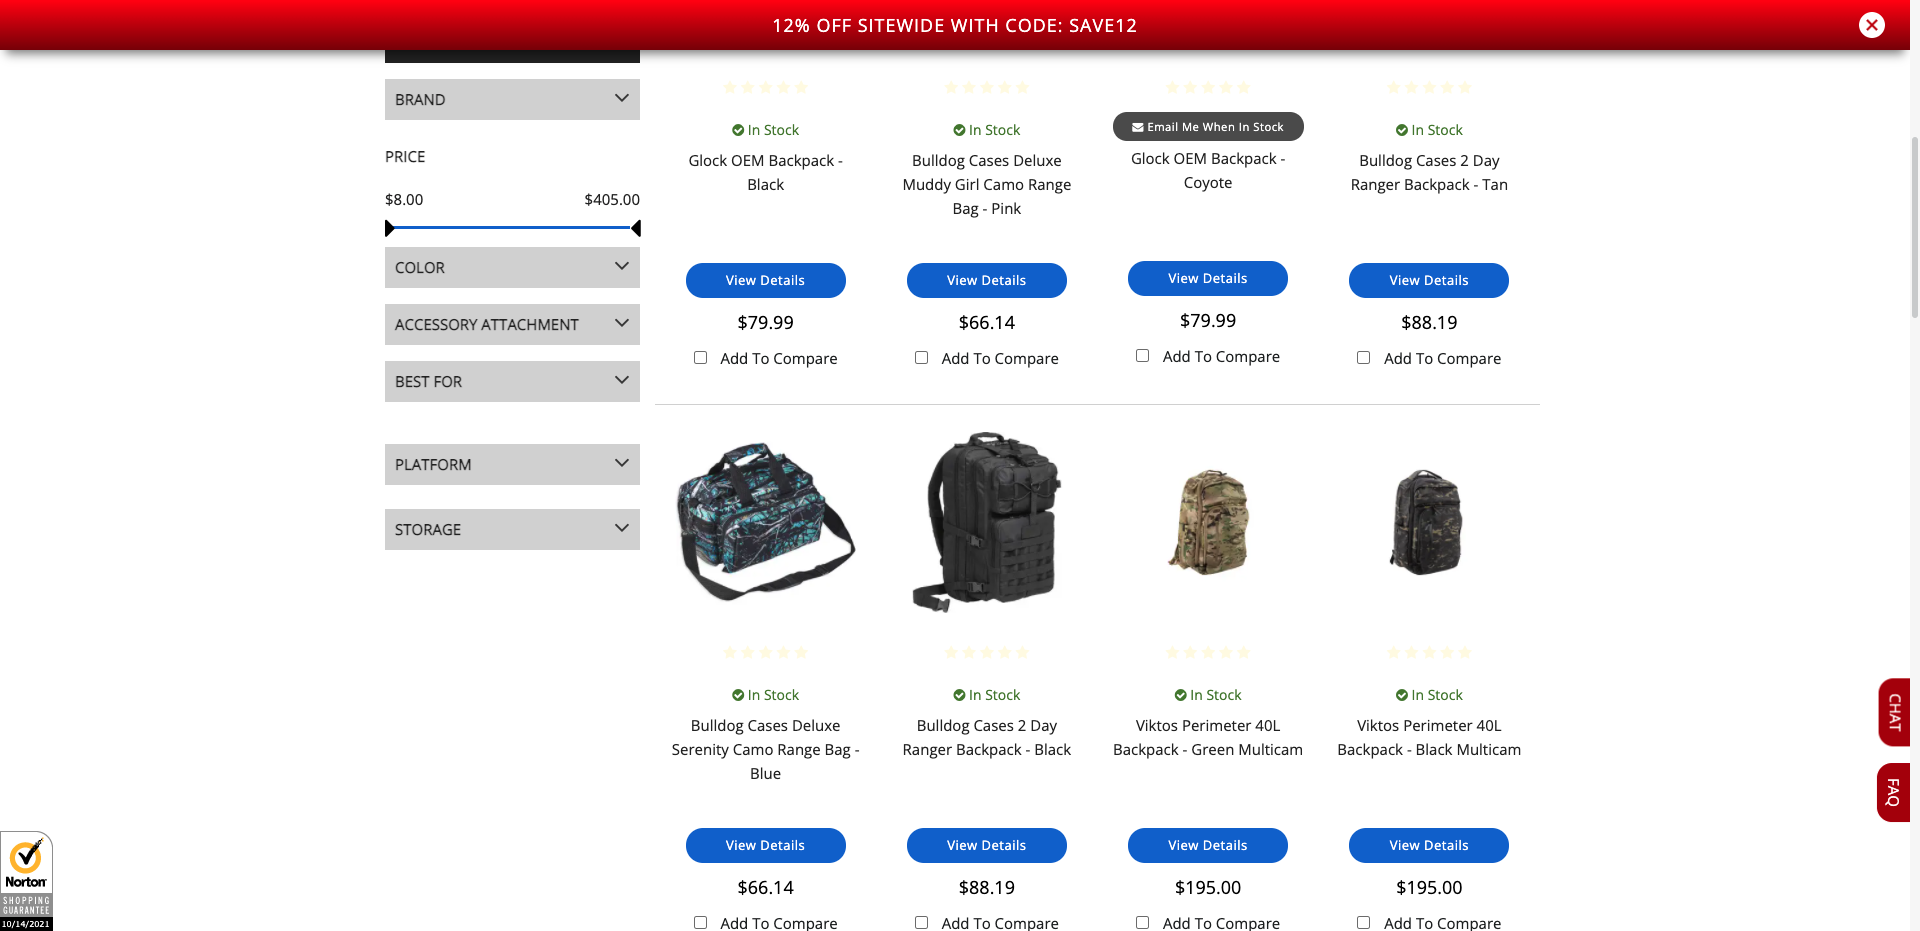 12% OFF SITEWIDE WITH CODE: SAVE12
BRAND
PRICE
$8.00 $405.00
COLOR
ACCESSORY ATTACHMENT
BEST FOR
PLATFORM
STORAGE
In Stock
Glock OEM Backpack -
Black
View Details
$79.99
Add To Compare
In Stock
Bulldog Cases Deluxe
Muddy Girl Camo Range
Bag - Pink
View Details
$66.14
Add To Compare
Email Me When In Stock
Glock OEM Backpack -
Coyote
View Details
$79.99
Add To Compare
In Stock
Bulldog Cases 2 Day
Ranger Backpack - Tan
View Details
$88.19
Add To Compare
In Stock
Bulldog Cases Deluxe
Serenity Camo Range Bag -
Blue
View Details
$66.14
Add To Compare
In Stock
Bulldog Cases 2 Day
Ranger Backpack - Black
View Details
$88.19
Add To Compare
In Stock
Viktos Perimeter 40L
Backpack - Green Multicam
View Details
$195.00
Add To Compare
In Stock
Viktos Perimeter 40L
Backpack - Black Multicam
View Details
$195.00
Add To Compare
CHAT
FAQ
Norton
SHOPPING
GUARANTEE
10/14/2021